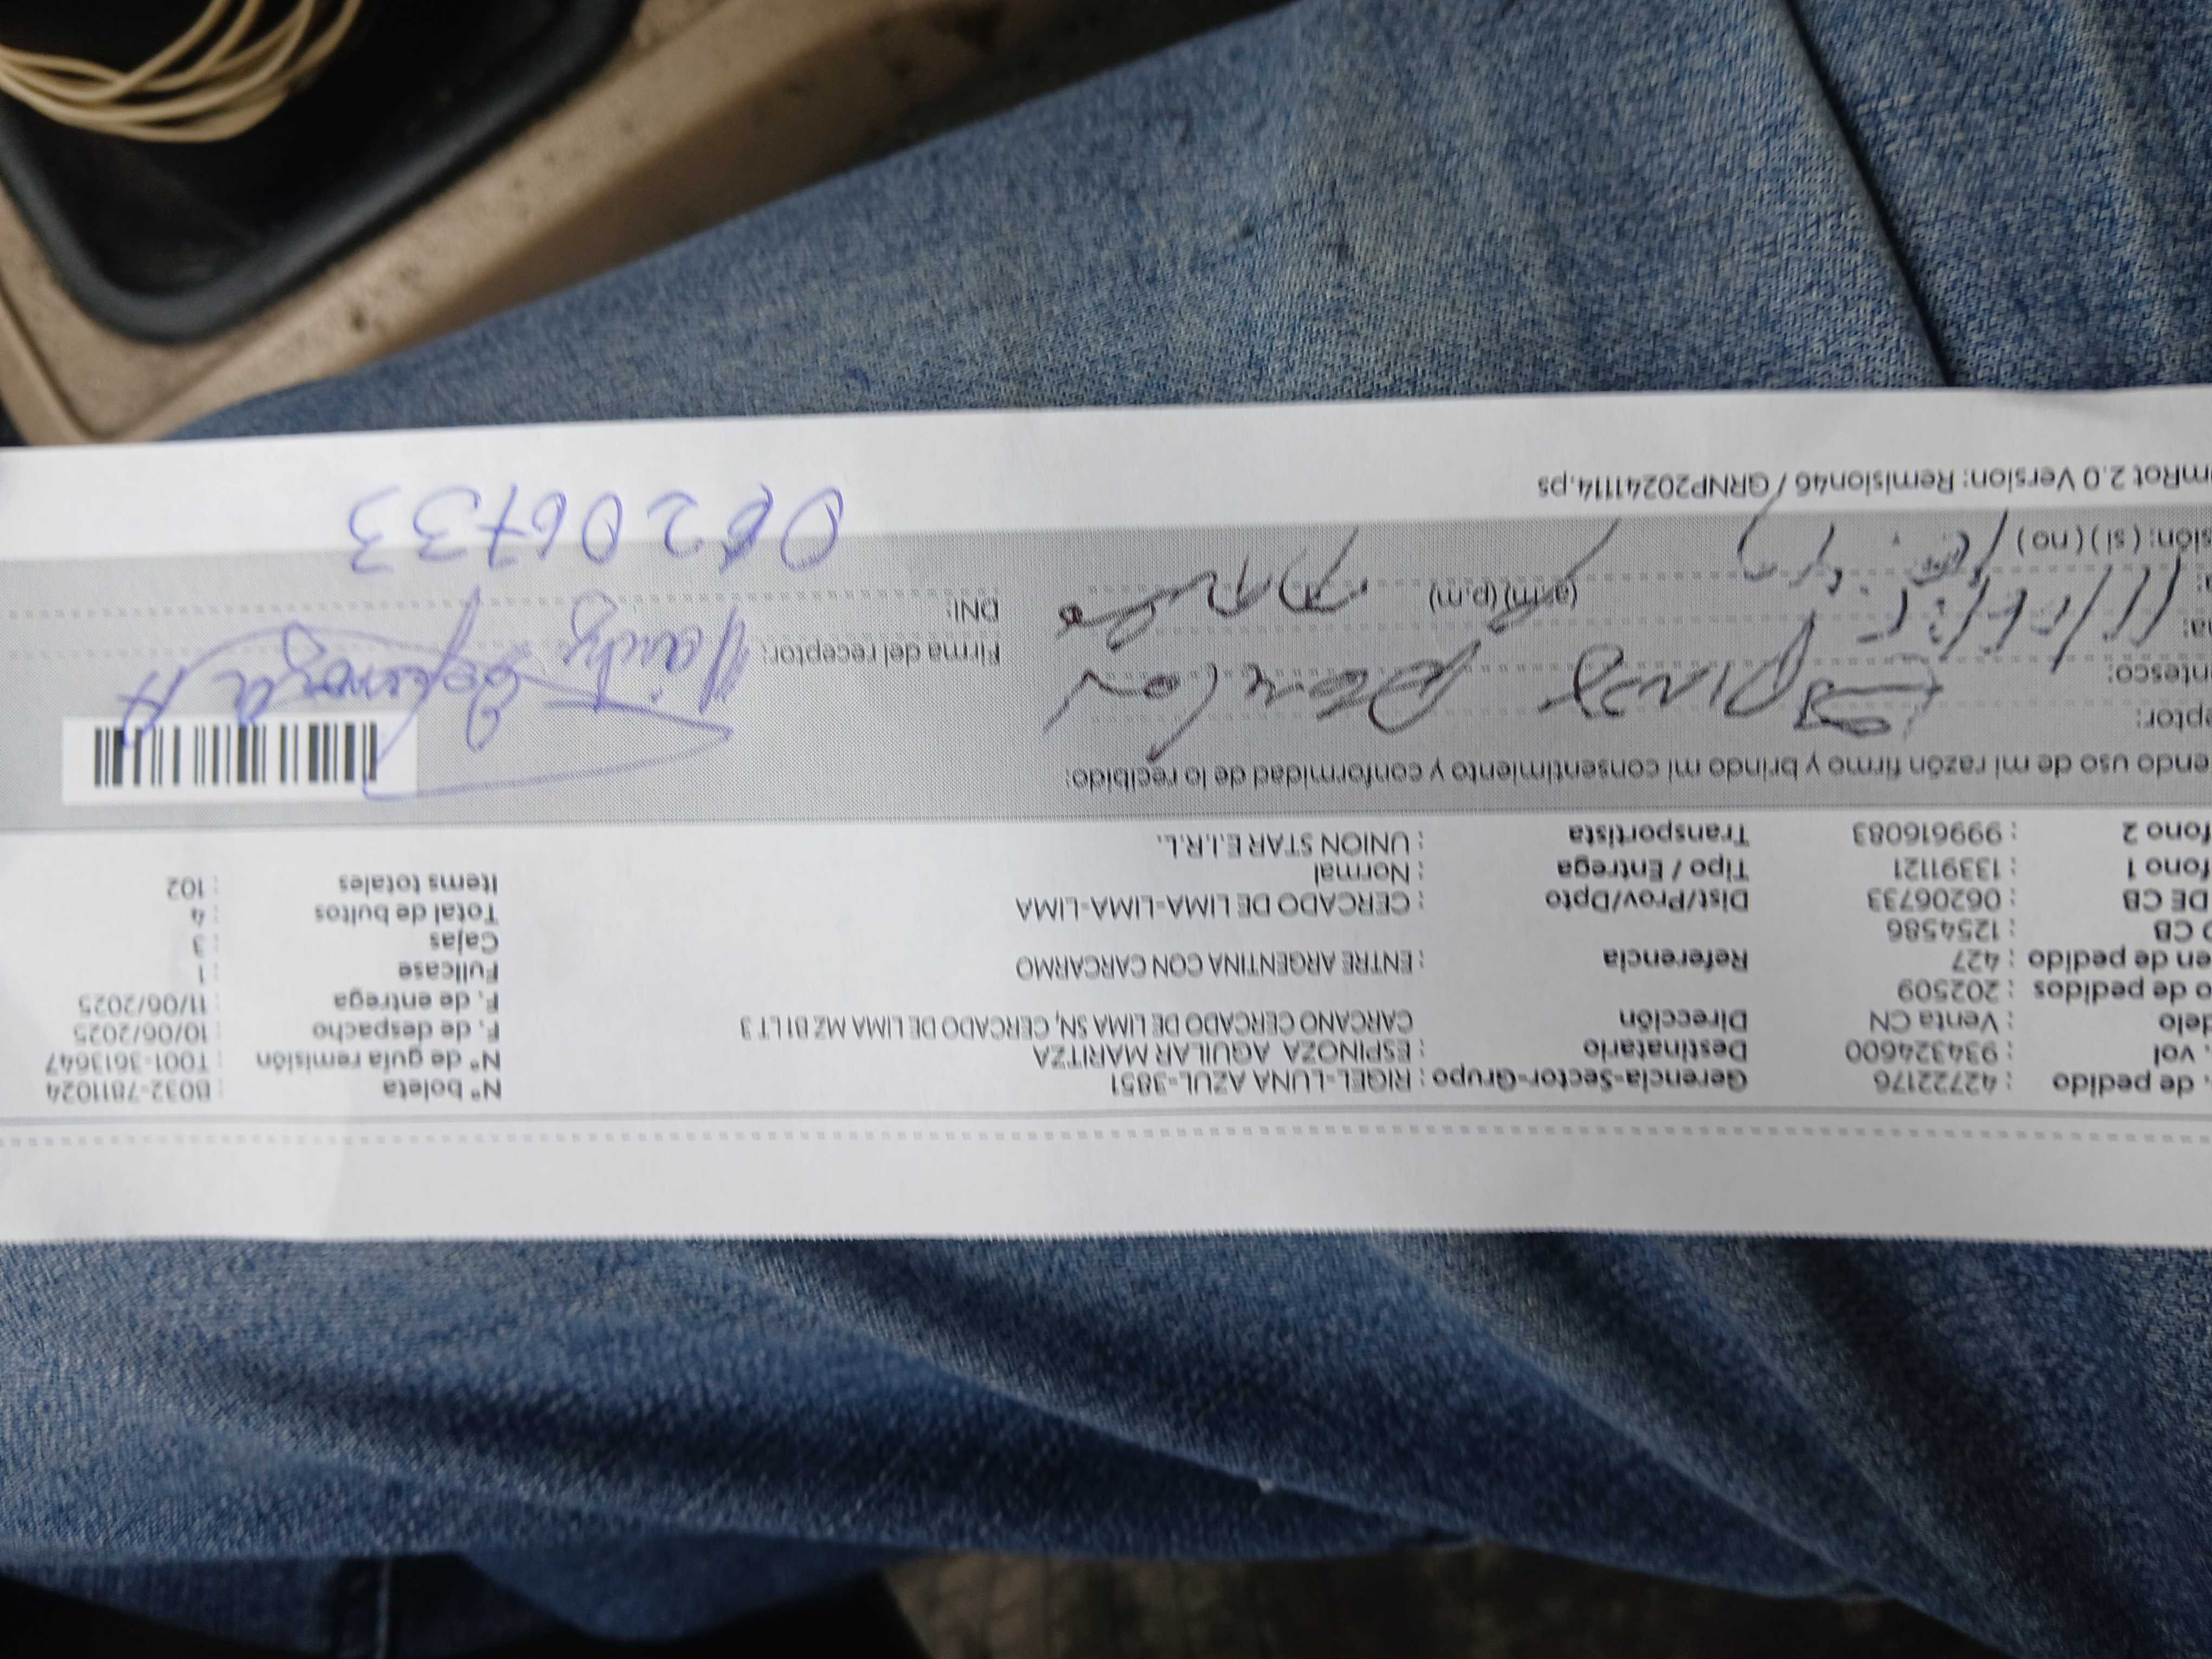 . de pedido : 42722176 Gerencia-Sector-Grupo : RIGEL-LUNA AZUL-3851 N° boleta : B032-7811024
. vol : 934324600 Destinatario : ESPINOZA AGUILAR MARITZA N° de guía remisión : T001-3613647
delo : Venta CN Dirección CARCANO CERCADO DE LIMA SN, CERCADO DE LIMA MZ B1 LT 3 F. de despacho : 10/06/2025
o de pedidos : 202509 F. de entrega : 11/06/2025
en de pedido : 427 Referencia : ENTRE ARGENTINA CON CARCARMO Fullcase : 1
O CB : 1254586 Cajas : 3
DE CB : 06206733 Dist/Prov/Dpto : CERCADO DE LIMA-LIMA-LIMA Total de bultos : 4
fono 1 : 13391121 Tipo / Entrega : Normal Items totales : 102
fono 2 : 999616083 Transportista : UNION STAR E.I.R.L.
endo uso de mi razón firmo y brindo mi consentimiento y conformidad de lo recibido:
eptor:
ntesco:
Firma del receptor:
na:
(a.m)(p.m) DNI: 06206733
sión: (si) (no)
mRot 2.0 Version: Remision46 / GRNP20241114.ps